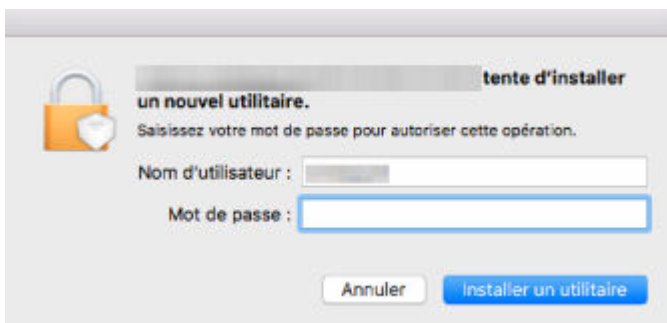 tente d'installer
un nouvel utilitaire.
Saisissez votre mot de passe pour autoriser cette opération.
Nom d'utilisateur :
Mot de passe :
Annuler
Installer un utilitaire